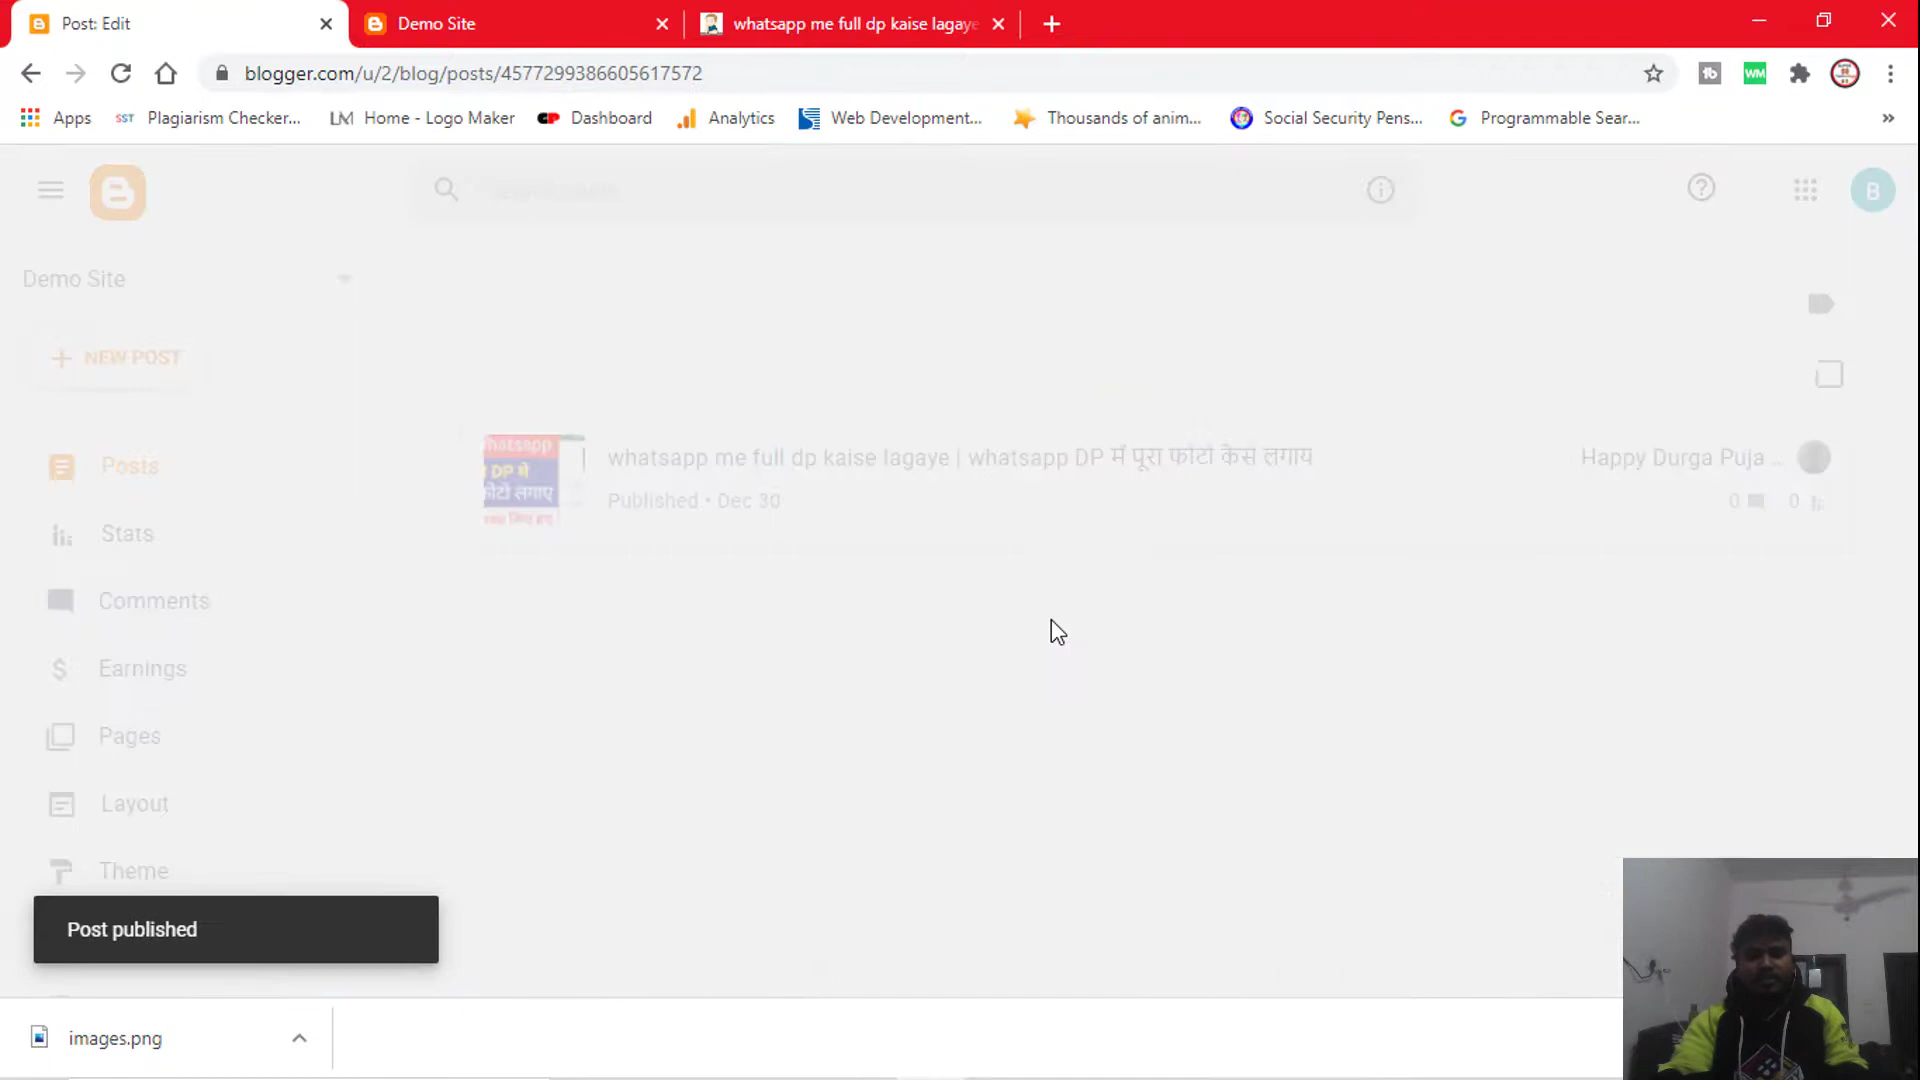 Post: Edit
Demo Site
whatsapp me full dp kaise lagaye
blogger.com/u/2/blog/posts/4577299386605617572
Apps
SST Plagiarism Checker...
LM Home - Logo Maker
Dashboard
Analytics
Web Development...
Thousands of anim...
Social Security Pens...
Programmable Sear...
»
B
Demo Site
+ NEW POST
Posts
Stats
Comments
Earnings
Pages
Layout
Theme
whatsapp
DP में
फोटो लगाए
whatsapp me full dp kaise lagaye | whatsapp DP में पूरा फोटो कैसे लगाय
Published • Dec 30
Happy Durga Puja ...
0
0
Post published
images.png